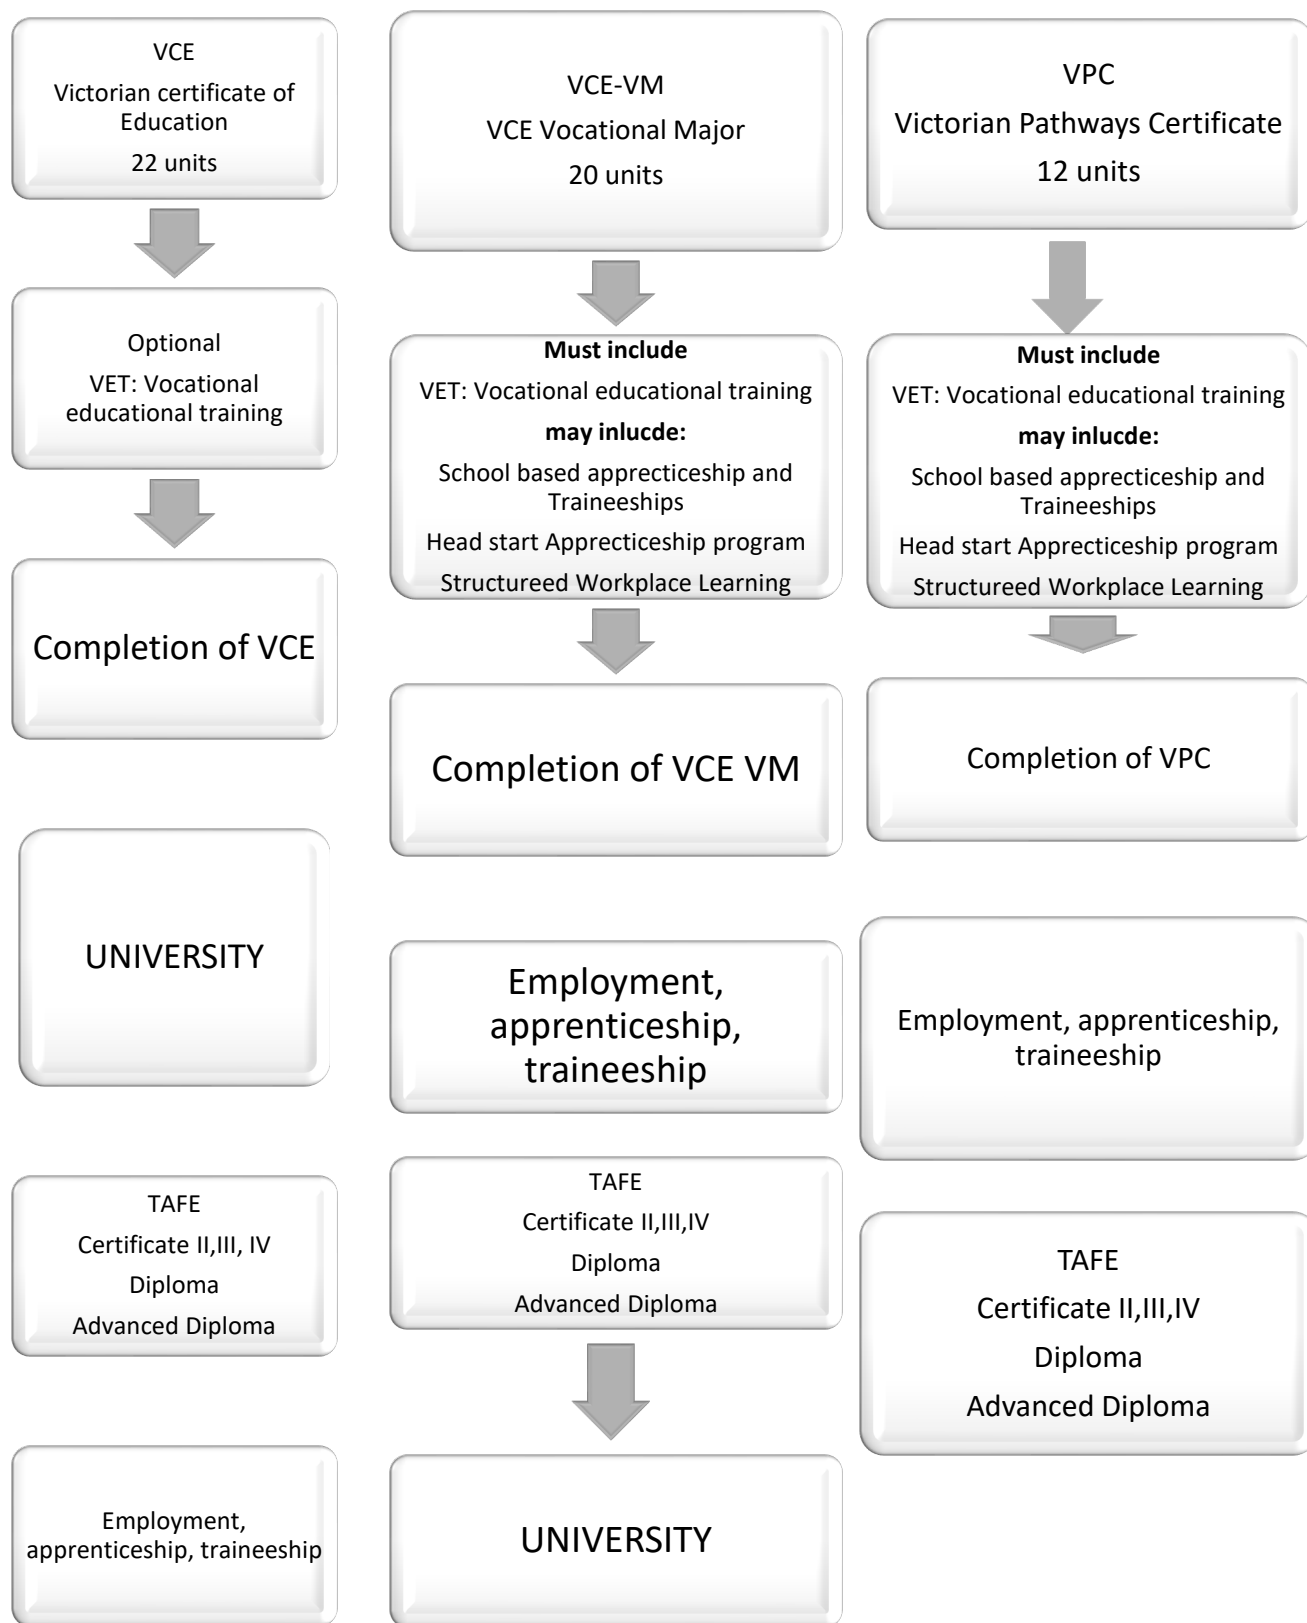 VCE
Victorian certificate of
Education
22 units
Optional
VET: Vocational
educational training
Completion of VCE
UNIVERSITY
TAFE
Certificate II,III, IV
Diploma
Advanced Diploma
Employment,
apprenticeship, traineeship
VCE-VM
VCE Vocational Major
20 units
Must include
VET: Vocational educational training
may inlucde:
School based apprecticeship and
Traineeships
Head start Apprecticeship program
Structureed Workplace Learning
Completion of VCE VM
Employment,
apprenticeship,
traineeship
TAFE
Certificate II,III,IV
Diploma
Advanced Diploma
UNIVERSITY
VPC
Victorian Pathways Certificate
12 units
Must include
VET: Vocational educational training
may inlucde:
School based apprecticeship and
Traineeships
Head start Apprecticeship program
Structureed Workplace Learning
Completion of VPC
Employment, apprenticeship,
traineeship
TAFE
Certificate II,III,IV
Diploma
Advanced Diploma